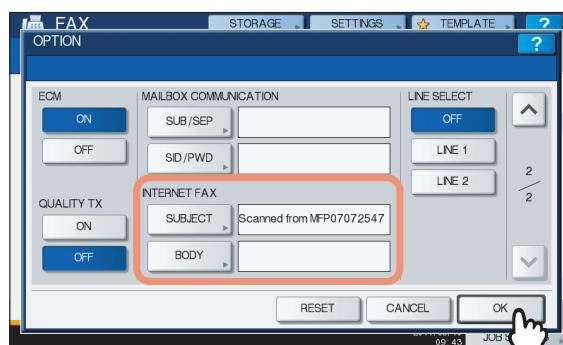 FAX
STORAGE
SETTINGS
TEMPLATE
?
OPTION
?
ECM
ON
OFF
QUALITY TX
ON
OFF
MAILBOX COMMUNICATION
SUB/SEP
SID/PWD
INTERNET FAX
SUBJECT
Scanned from MFP07072547
BODY
LINE SELECT
OFF
LINE 1
LINE 2
2
2
RESET
CANCEL
OK
09:43
JOB